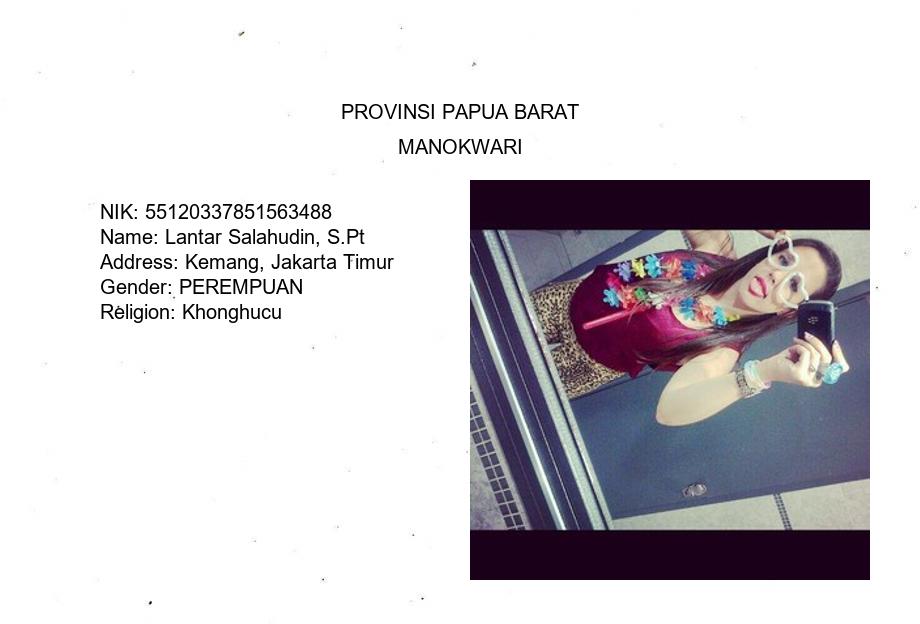 PROVINSI PAPUA BARAT
MANOKWARI
NIK: 55120337851563488
Name: Lantar Salahudin, S.Pt
Address: Kemang, Jakarta Timur
Gender: PEREMPUAN
Religion: Khonghucu